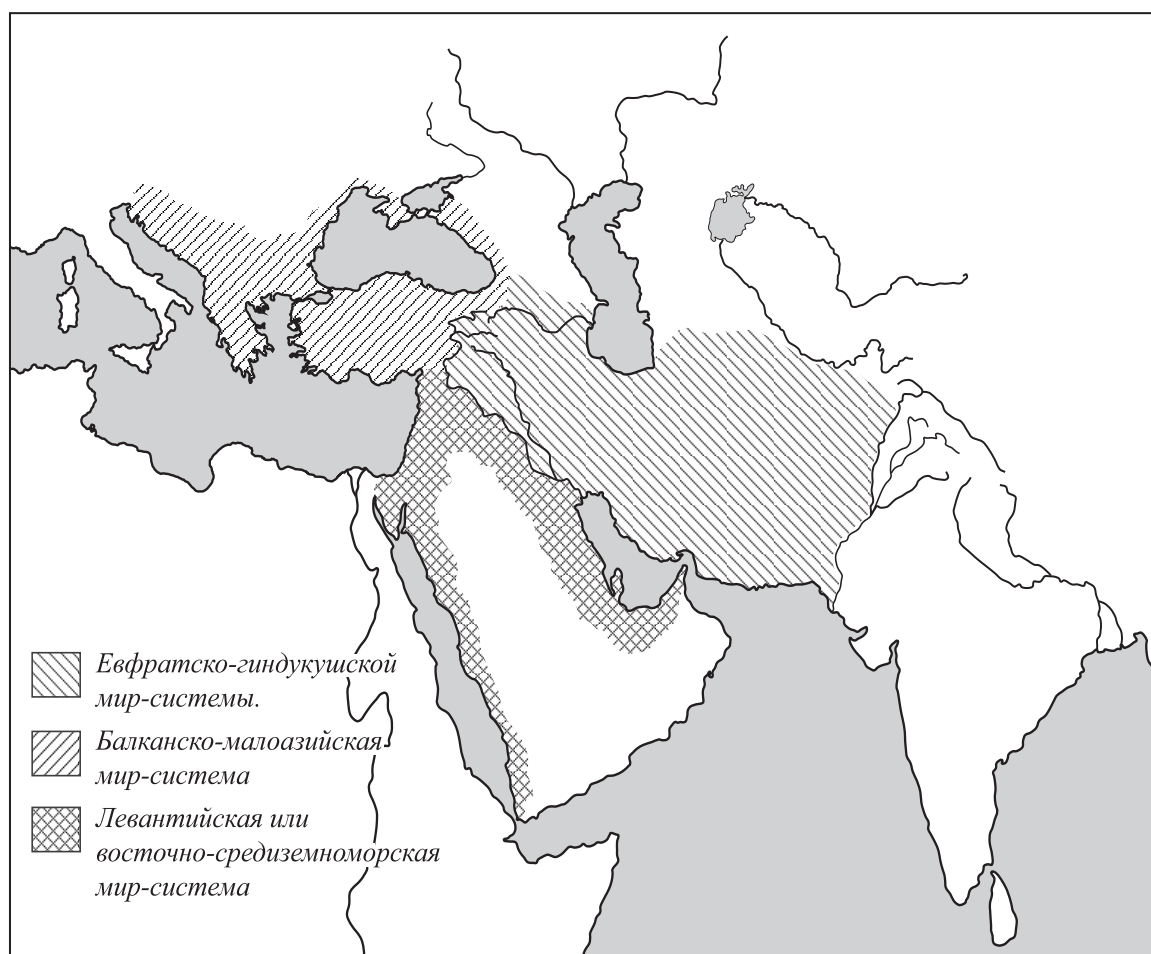 Евфратско-гиндукушской
мир-системы.
Балканско-малоазийская
мир-система
Левантийская или
восточно-средиземноморская
мир-система